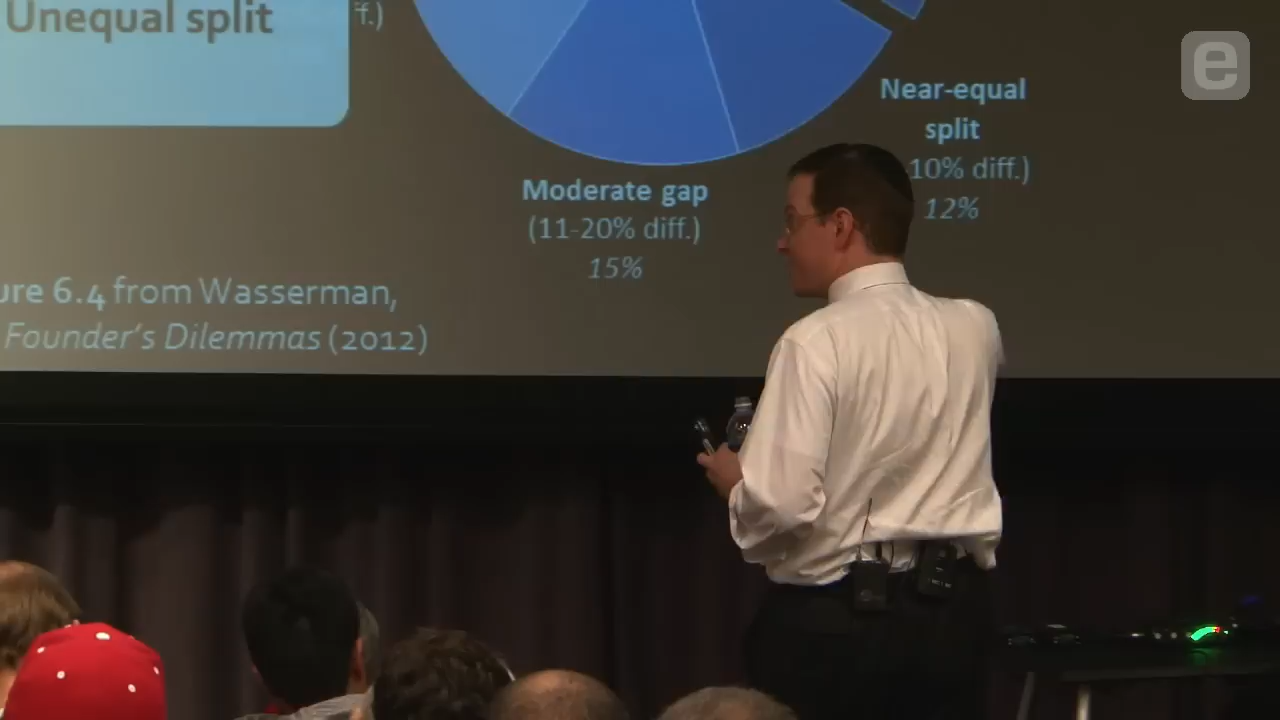 Unequal split
ff.)
Near-equal
split
10% diff.)
12%
Moderate gap
(11-20% diff.)
15%
ure 6.4 from Wasserman,
Founder's Dilemmas (2012)
e